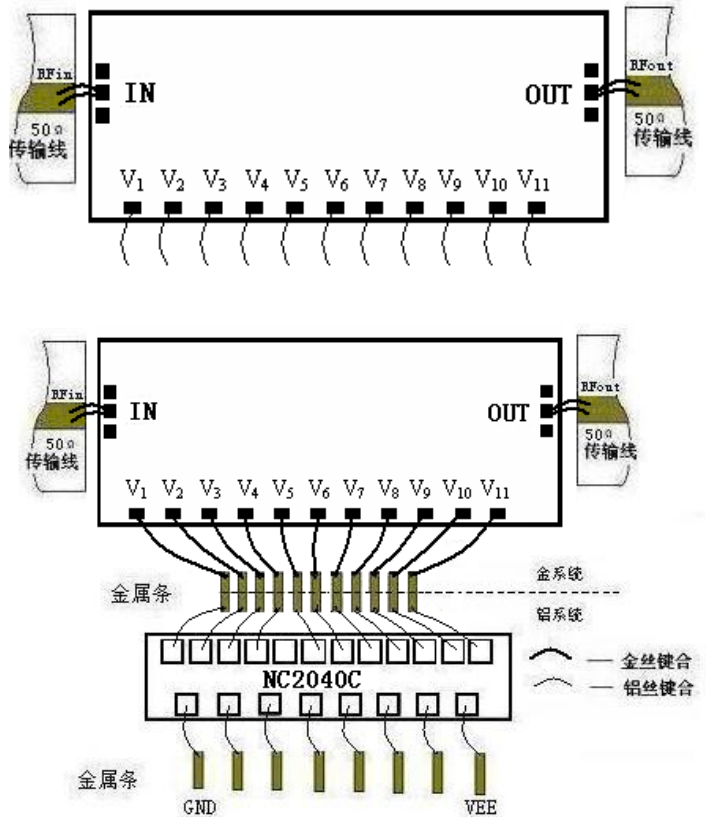 RFin
IN
50Ω
传输线
RFout
OUT
50Ω
传输线
V1 V2 V3 V4 V5 V6 V7 V8 V9 V10 V11
RFin
IN
50Ω
传输线
RFout
OUT
50Ω
传输线
V1 V2 V3 V4 V5 V6 V7 V8 V9 V10 V11
金属条
金系统
铝系统
NC2040C
金丝键合
铝丝键合
金属条
GND
VEE